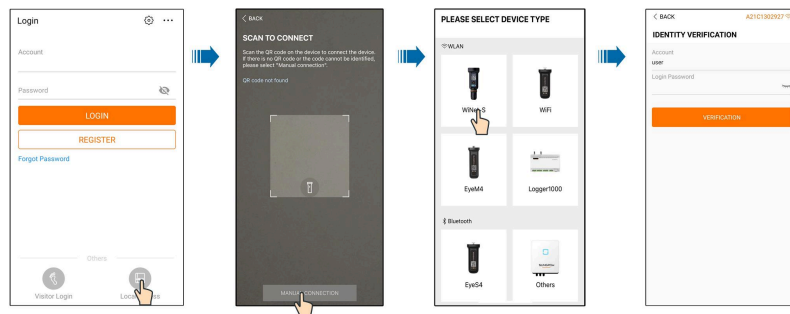 Login
Account
Password
LOGIN
REGISTER
Forgot Password
Others
Visitor Login
BACK
SCAN TO CONNECT
Scan the QR code on the device to connect the device.
If there is no QR code or the code cannot be identified,
please select "Manual connection".
QR code not found
MANUAL CONNECTION
PLEASE SELECT DEVICE TYPE
WLAN
WiNet-S
WiFi
EyeM4
Logger1000
Bluetooth
EyeS4
Others
BACK
A21C1302927
IDENTITY VERIFICATION
Account
user
Login Password
VERIFICATION